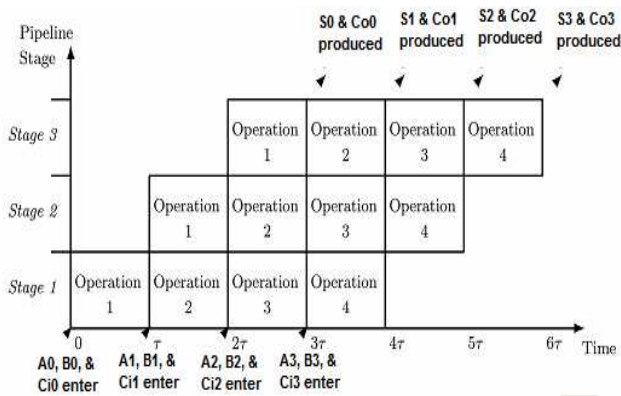 S0 & Co0 produced
S1 & Co1 produced
S2 & Co2 produced
S3 & Co3 produced
Pipeline
Stage
Stage 3
Operation 1
Operation 2
Operation 3
Operation 4
Stage 2
Operation 1
Operation 2
Operation 3
Operation 4
Stage 1
Operation 1
Operation 2
Operation 3
Operation 4
0
τ
2τ
3τ
4τ
5τ
6τ
Time
A0, B0, & Ci0 enter
A1, B1, & Ci1 enter
A2, B2, & Ci2 enter
A3, B3, & Ci3 enter